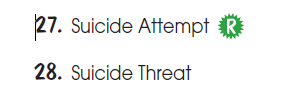 27. Suicide Attempt R
28. Suicide Threat